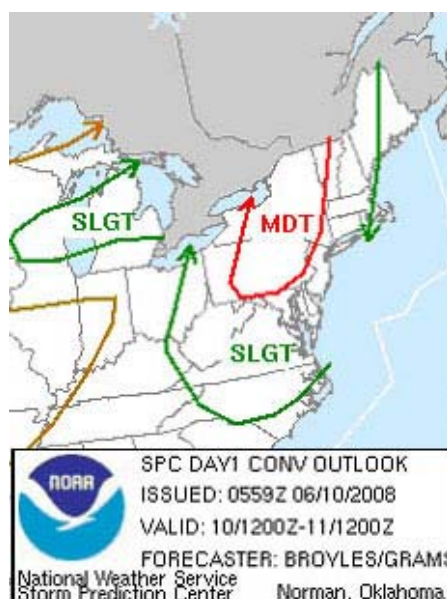 SLGT
MDT
SLGT
NOAA
SPC DAY1 CONV OUTLOOK
ISSUED: 0559Z 06/10/2008
VALID: 10/1200Z-11/1200Z
FORECASTER: BROYLES/GRAMS
National Weather Service
Storm Prediction Center Norman, Oklahoma